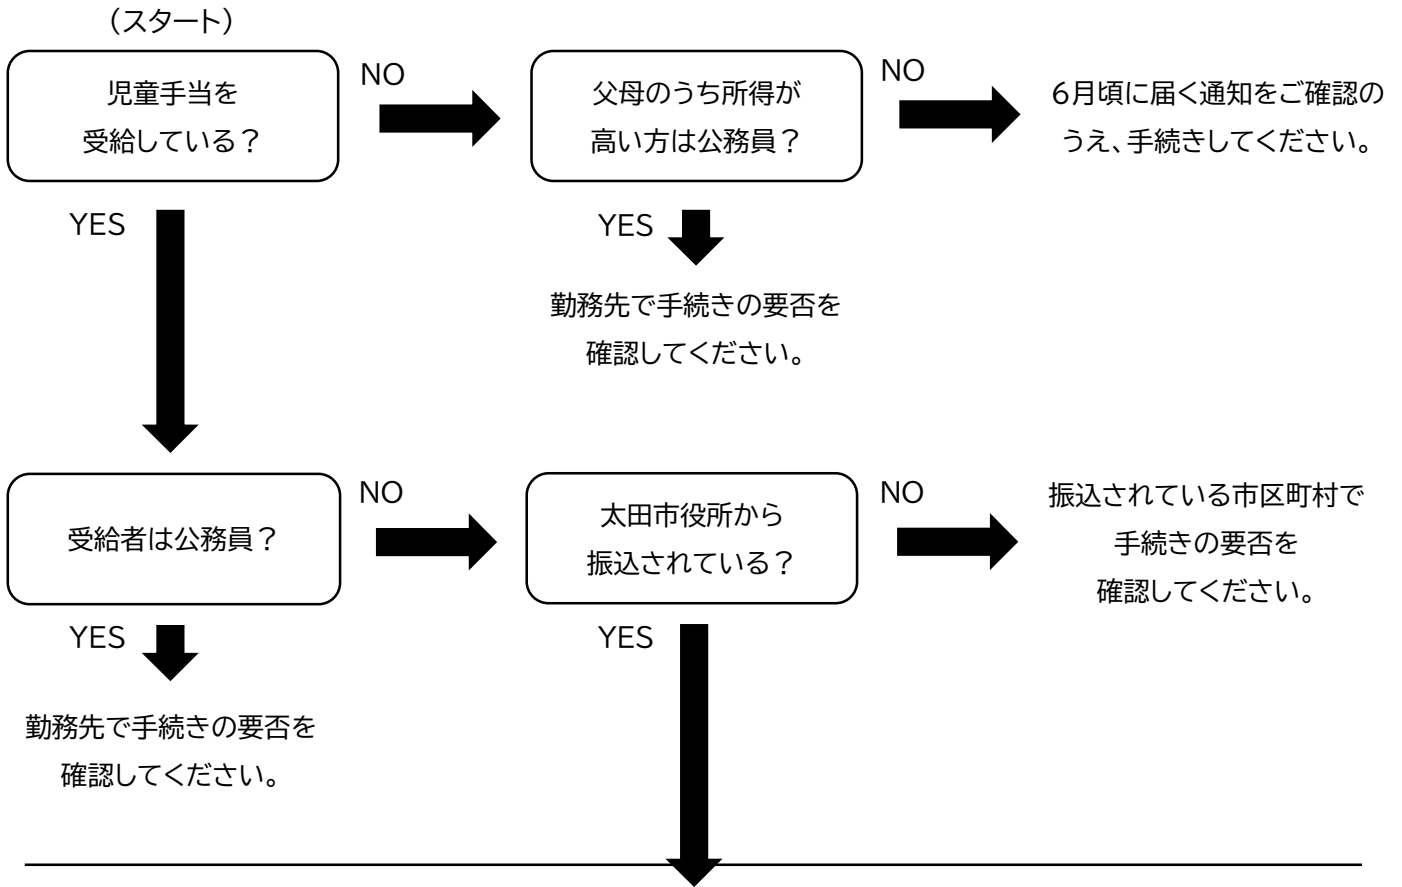 （スタート）
児童手当を
受給している？
NO
父母のうち所得が
高い方は公務員？
NO
6月頃に届く通知をご確認の
うえ、手続きしてください。
YES
YES
勤務先で手続きの要否を
確認してください。
受給者は公務員？
NO
太田市役所から
振込されている？
NO
振込されている市区町村で
手続きの要否を
確認してください。
YES
YES
勤務先で手続きの要否を
確認してください。